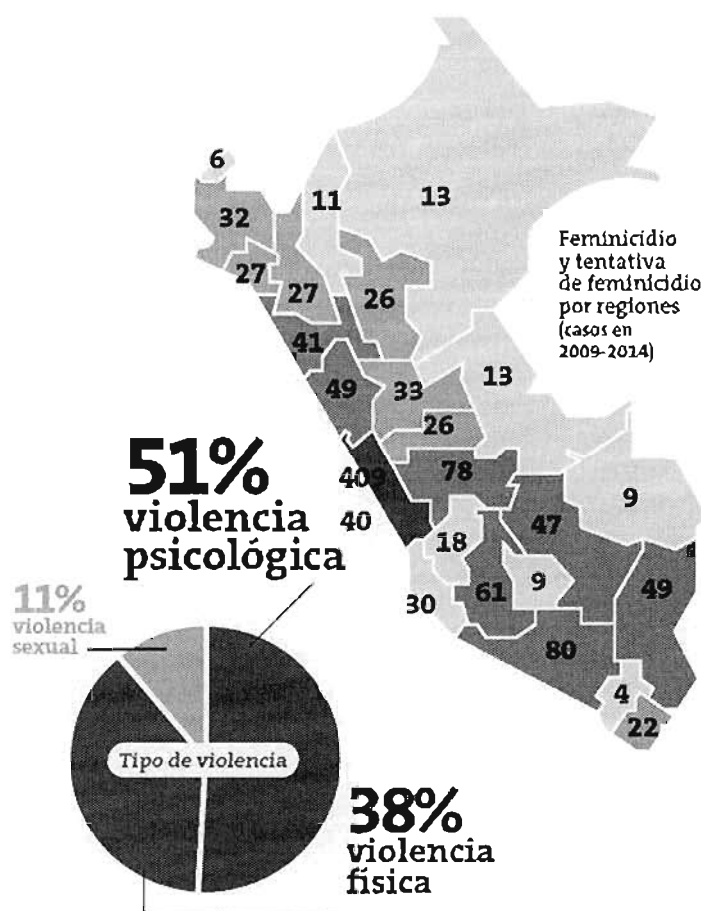 6
11
13
32
27
27
26
Feminicidio
y tentativa
de feminicidio
por regiones
(casos en
2009-2014)
41
49
33
13
26
51%
violencia
psicológica
409
40
78
9
47
18
61
9
49
30
80
4
22
11%
violencia
sexual
Tipo de violencia
38%
violencia
física